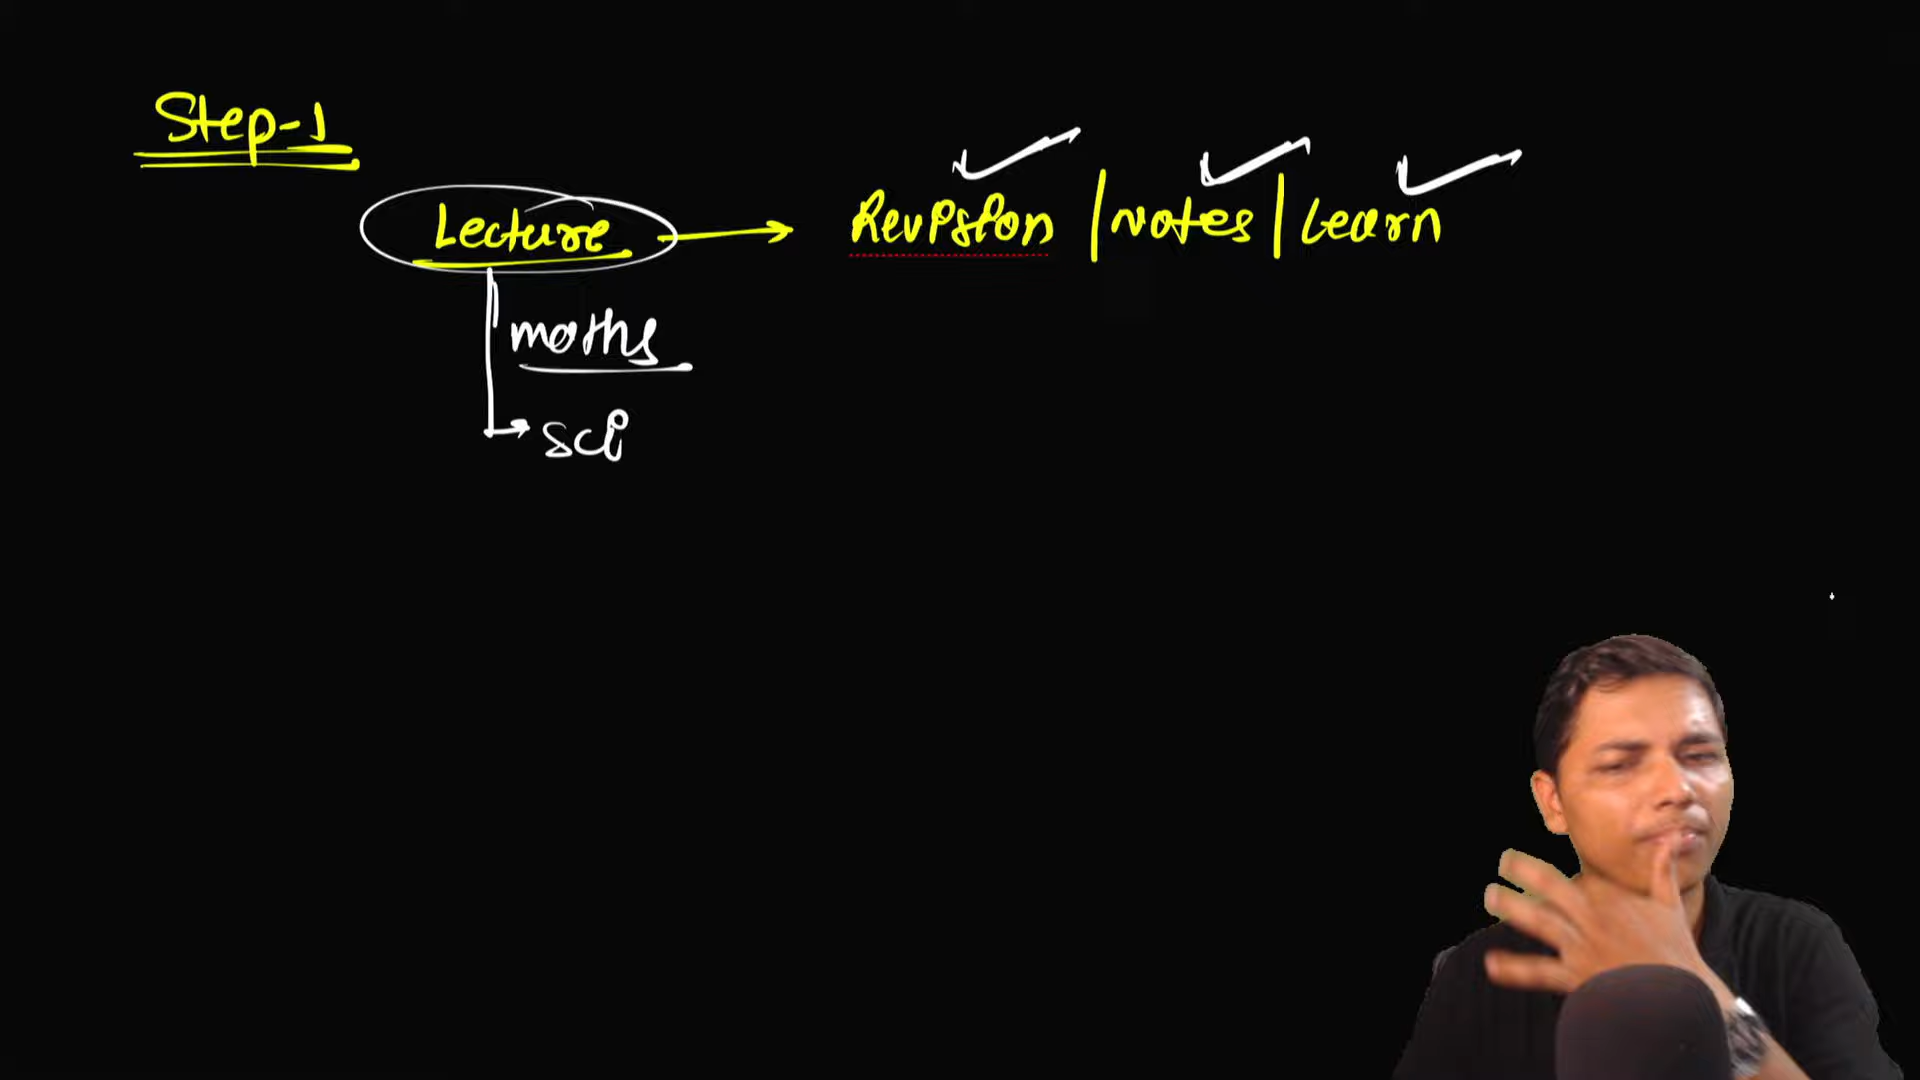 Step-1
Lecture → Revision | Notes | Learn
maths
→ sci